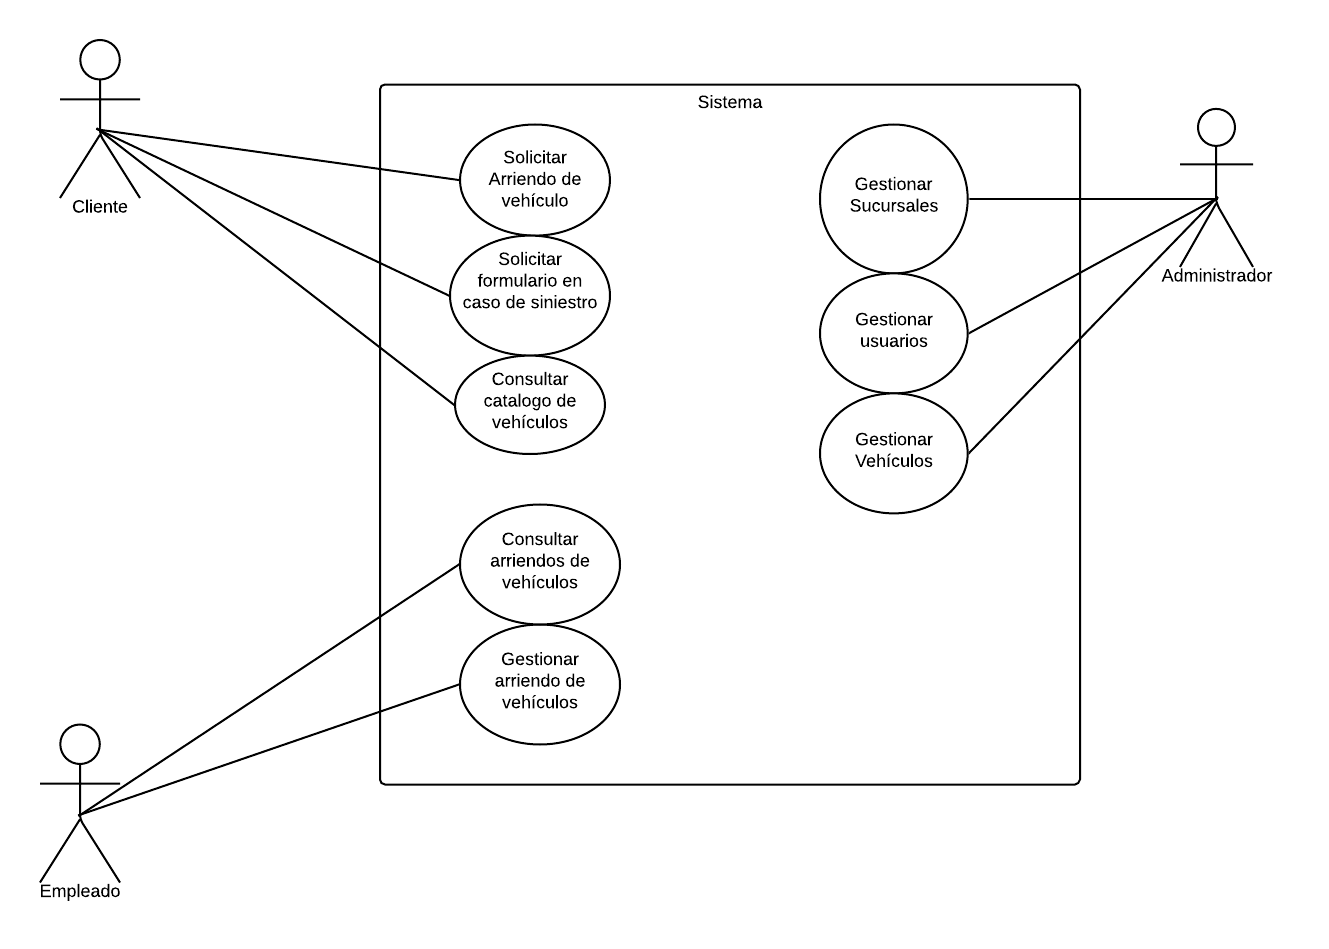 Sistema
Cliente
Solicitar
Arriendo de
vehículo
Solicitar
formulario en
caso de siniestro
Consultar
catalogo de
vehículos
Consultar
arriendos de
vehículos
Gestionar
arriendo de
vehículos
Empleado
Gestionar
Sucursales
Gestionar
usuarios
Gestionar
Vehículos
Administrador